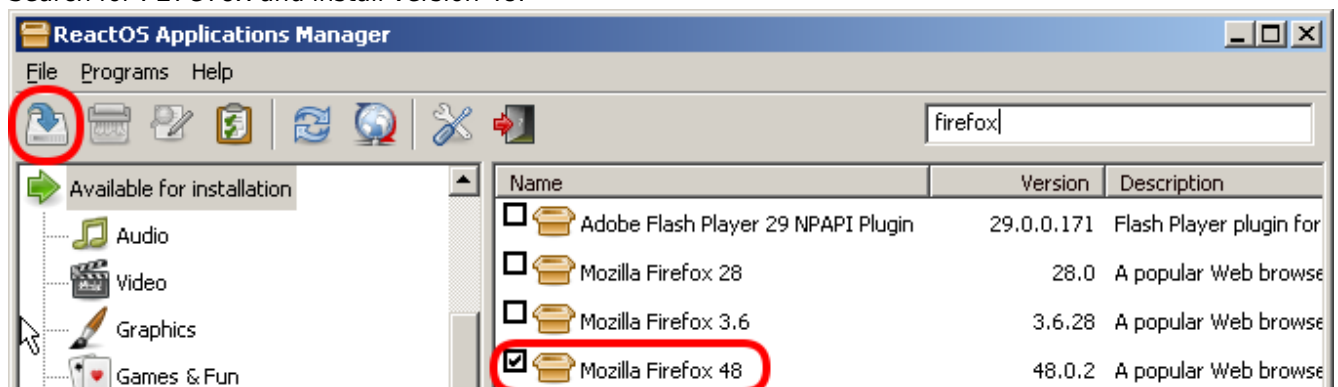 ReactOS Applications Manager
File Programs Help
firefox
Available for installation
Audio
Video
Graphics
Games & Fun
Name Version Description
Adobe Flash Player 29 NPAPI Plugin 29.0.0.171 Flash Player plugin for
Mozilla Firefox 28 28.0 A popular Web browse
Mozilla Firefox 3.6 3.6.28 A popular Web browse
Mozilla Firefox 48 48.0.2 A popular Web browse